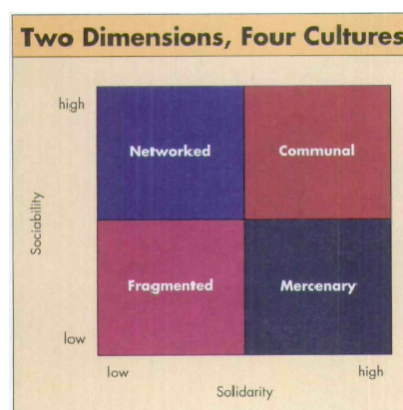 Two Dimensions, Four Cultures
high
Networked Communal
Sociability
Fragmented Mercenary
low
low high
Solidarity